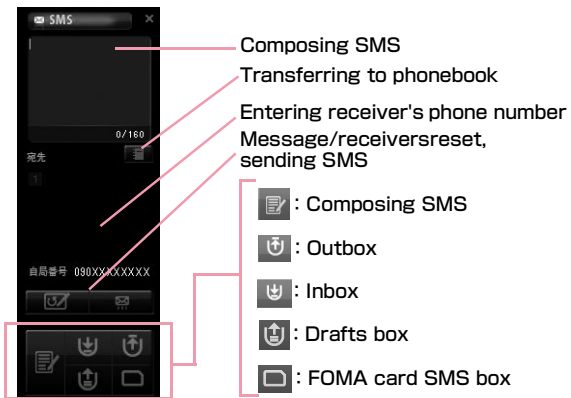 SMS ×
Composing SMS
Transferring to phonebook
0/160
宛先
1
Entering receiver's phone number
Message/receiversreset,
sending SMS
自局番号 090XXXXXXXX
: Composing SMS
: Outbox
: Inbox
: Drafts box
: FOMA card SMS box